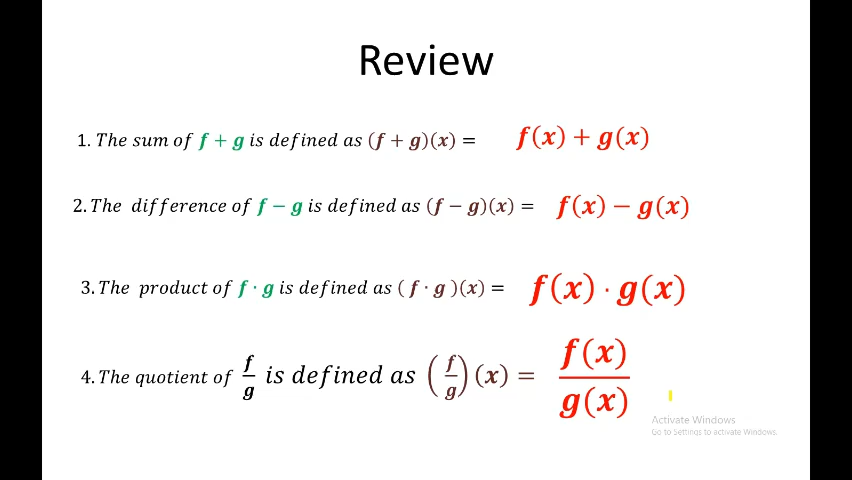 Review
1. The sum of f + g is defined as (f + g)(x) = f(x) + g(x)
2. The difference of f − g is defined as (f − g)(x) = f(x) − g(x)
3. The product of f · g is defined as ( f · g )(x) = f(x) · g(x)
4. The quotient of f/g is defined as (f/g)(x) = f(x)/g(x)
Activate Windows
Go to Settings to activate Windows.